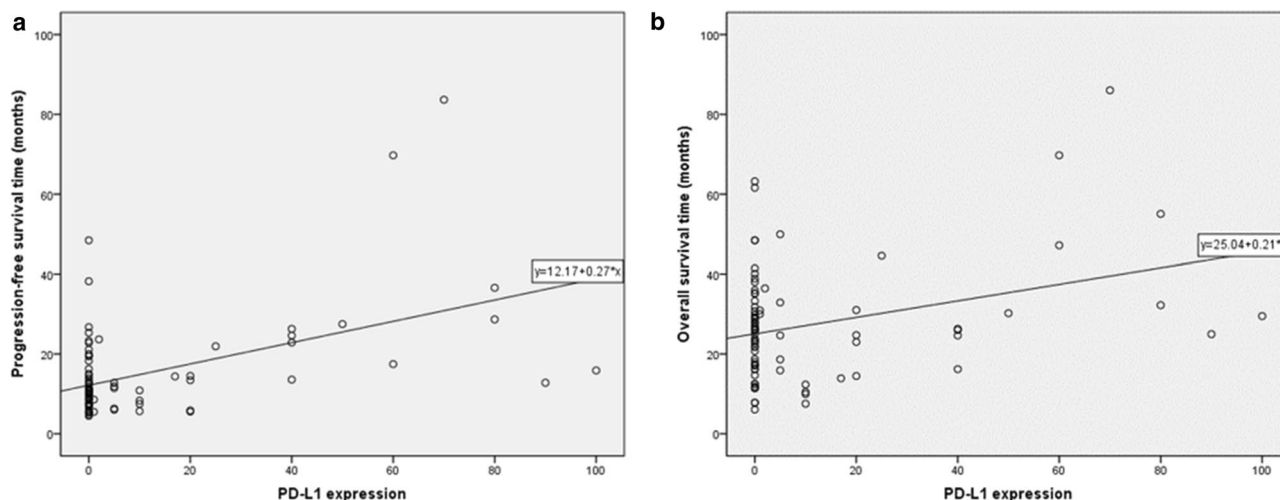 a
Progression-free survival time (months)
100
80
60
40
20
0
y=12.17+0.27*x
0 20 40 60 80 100
PD-L1 expression
b
Overall survival time (months)
100
80
60
40
20
0
y=25.04+0.21*
0 20 40 60 80 100
PD-L1 expression